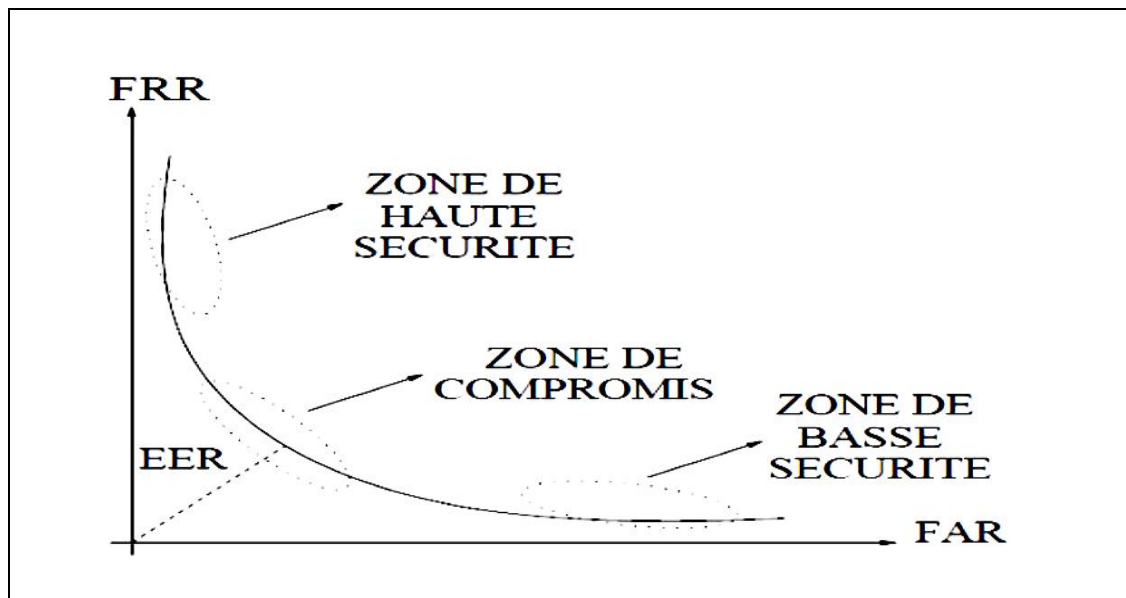 FRR
ZONE DE
HAUTE
SECURITE
ZONE DE
COMPROMIS
ZONE DE
BASSE
SECURITE
EER
FAR